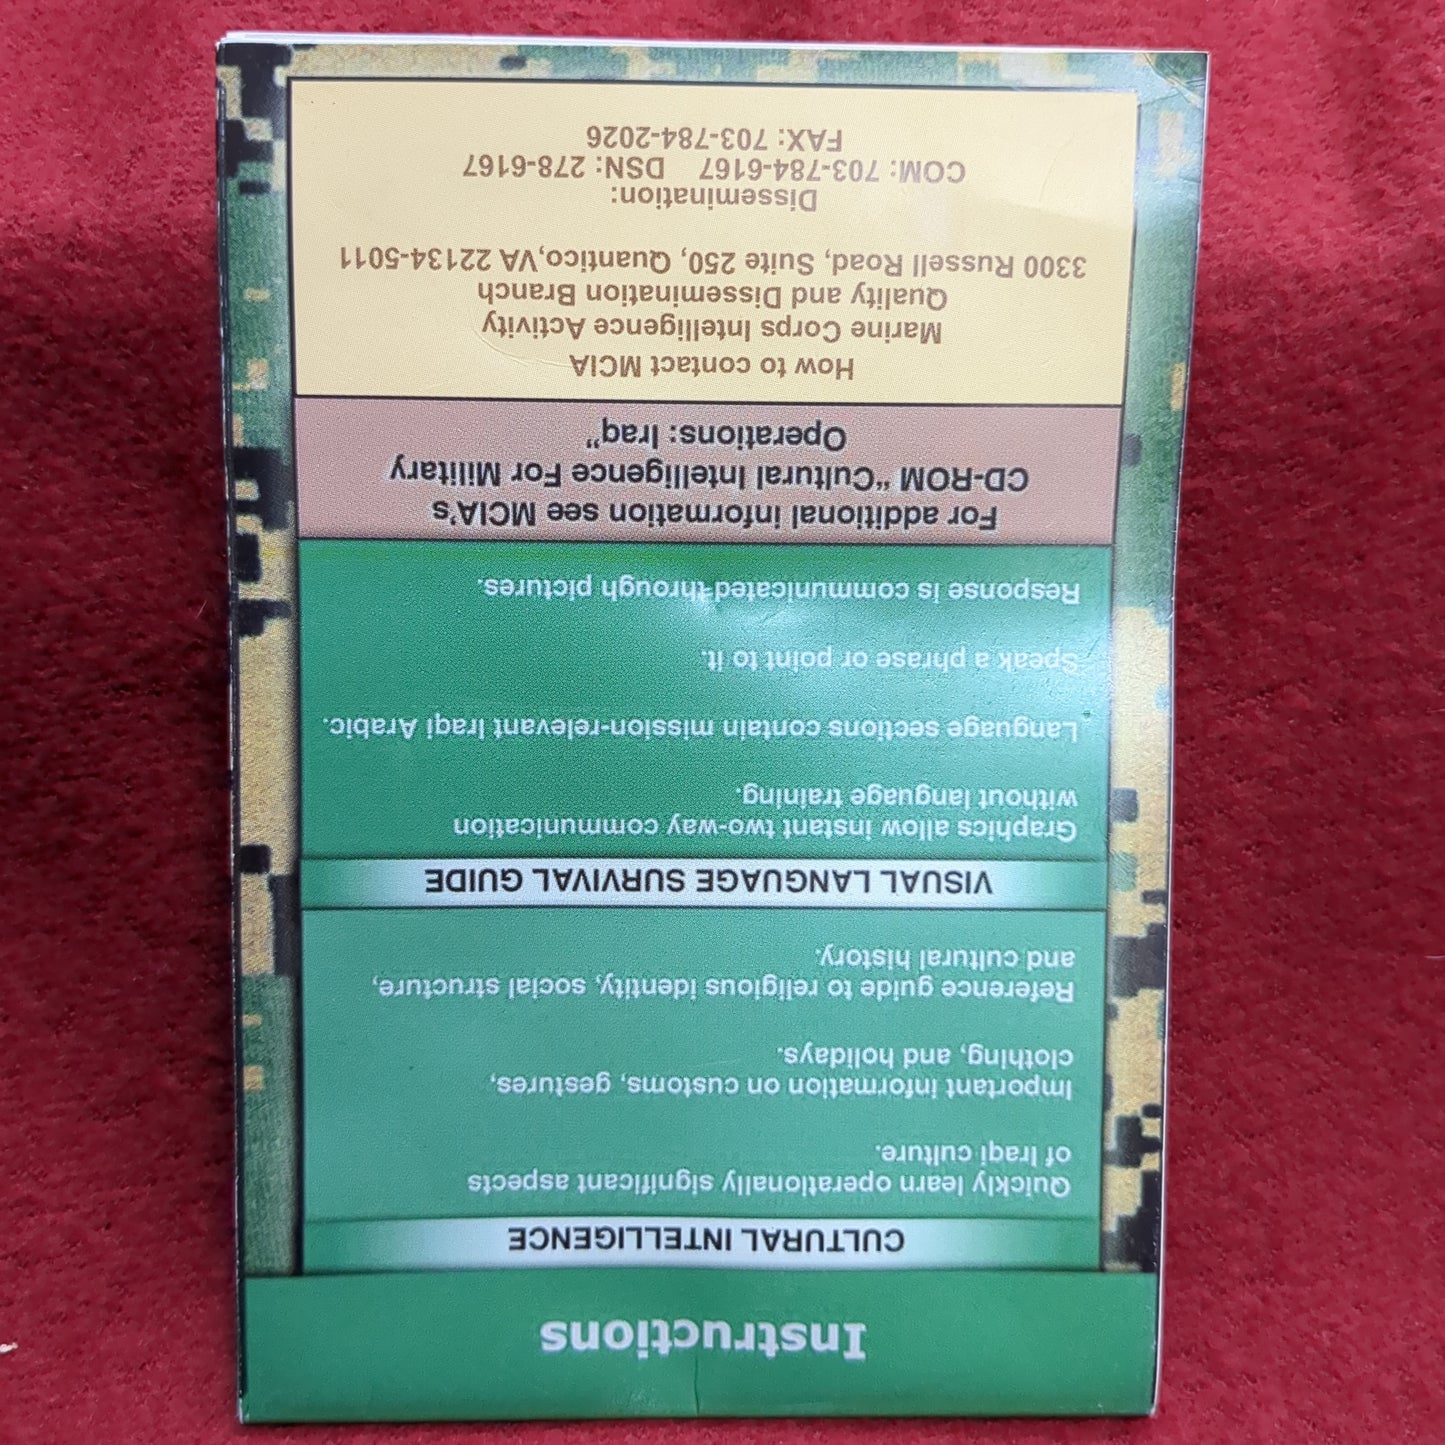 Instructions
CULTURAL INTELLIGENCE
Quickly learn operationally significant aspects
of Iraqi culture.
Important information on customs, gestures,
clothing, and holidays.
Reference guide to religious identity, social structure,
and cultural history.
VISUAL LANGUAGE SURVIVAL GUIDE
Graphics allow instant two-way communication
without language training.
Language sections contain mission-relevant Iraqi Arabic.
Speak a phrase or point to it.
Response is communicated through pictures.
For additional information see MCIA's
CD-ROM “Cultural Intelligence For Military
Operations: Iraq”
How to contact MCIA
Marine Corps Intelligence Activity
Quality and Dissemination Branch
3300 Russell Road, Suite 250, Quantico,VA 22134-5011
Dissemination:
COM: 703-784-6167 DSN: 278-6167
FAX: 703-784-2026